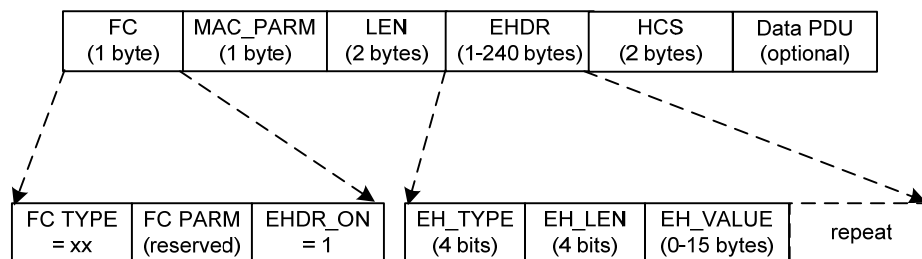 FC MAC_PARM LEN EHDR HCS Data PDU
(1 byte) (1 byte) (2 bytes) (1-240 bytes) (2 bytes) (optional)
FC TYPE FC PARM EHDR_ON EH_TYPE EH_LEN EH_VALUE repeat
= xx (reserved) = 1 (4 bits) (4 bits) (0-15 bytes)